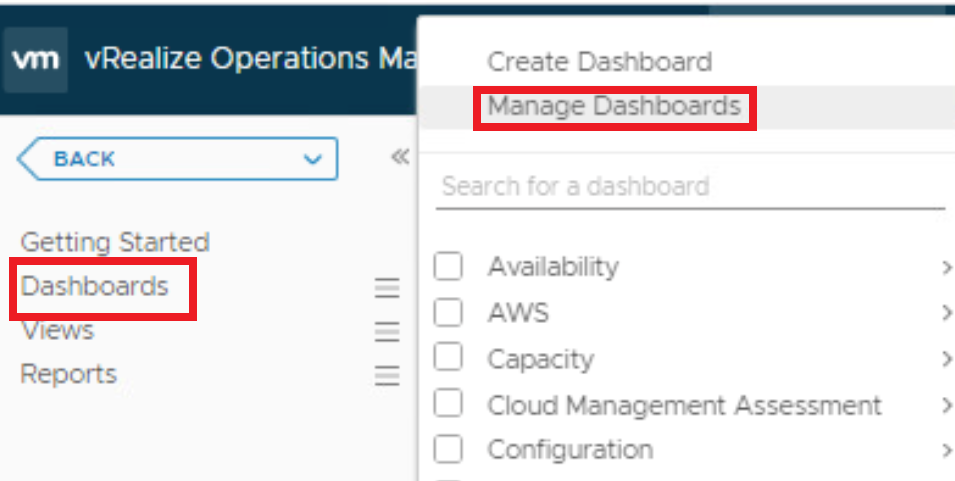 vm vRealize Operations Ma
Create Dashboard
Manage Dashboards
BACK
Search for a dashboard
Getting Started
Dashboards
Views
Reports
Availability
AWS
Capacity
Cloud Management Assessment
Configuration